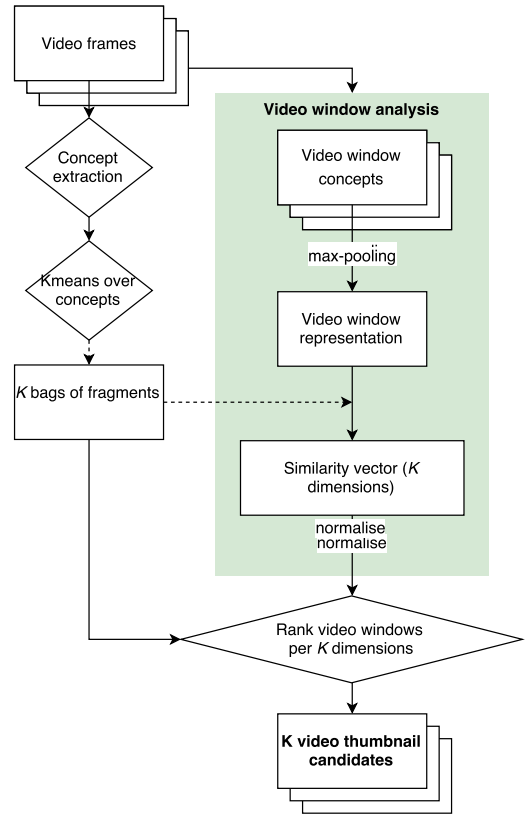 Video frames
Concept
extraction
Kmeans over
concepts
K bags of fragments
Video window analysis
Video window
concepts
max-pooling
Video window
representation
Similarity vector (K
dimensions)
normalise
normalise
Rank video windows
per K dimensions
K video thumbnail
candidates